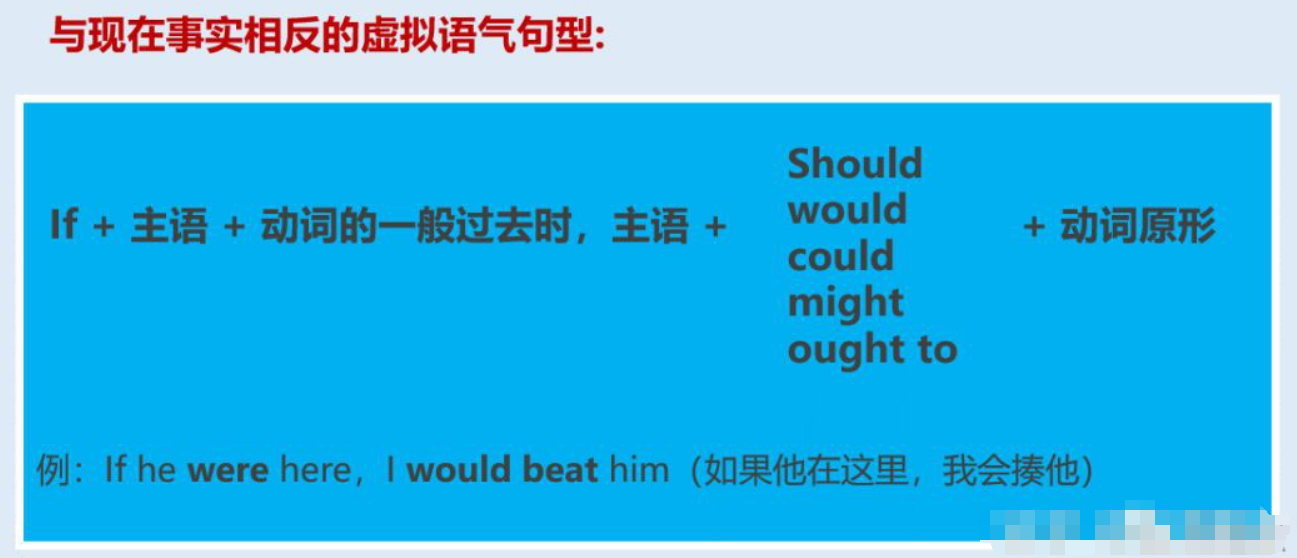 与现在事实相反的虚拟语气句型:
If + 主语 + 动词的一般过去时，主语 +
Should
would
could
might
ought to
+ 动词原形
例：If he were here，I would beat him（如果他在这里，我会揍他）